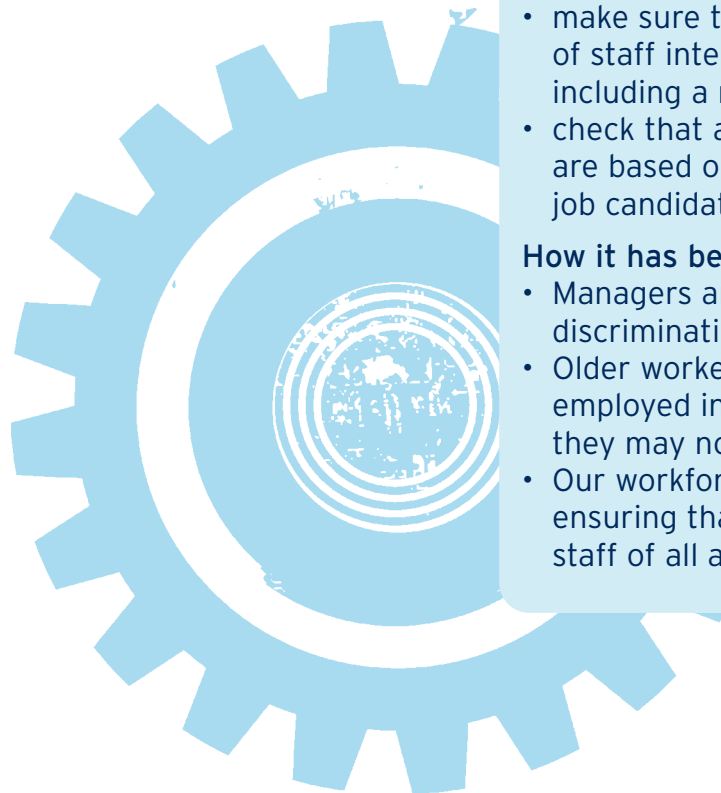 • make sure t
of staff inte
including a
• check that a
are based o
job candidat
How it has be
• Managers a
discriminati
• Older worke
employed in
they may no
• Our workfor
ensuring tha
staff of all a